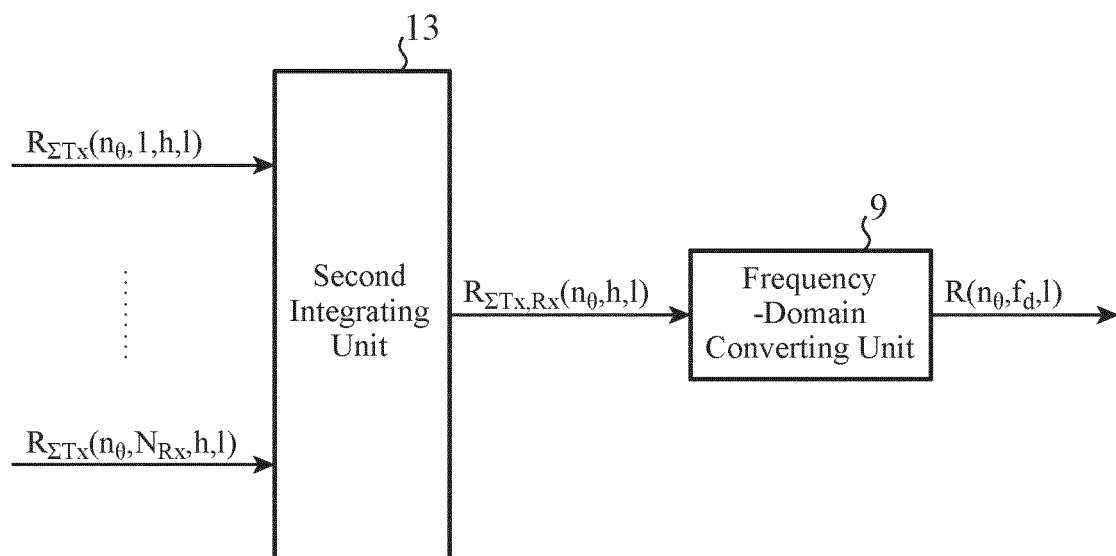 13
R_{ΣTx}(n_θ,1,h,l)
9
Second
Integrating
Unit
R_{ΣTx,Rx}(n_θ,h,l)
Frequency
-Domain
Converting Unit
R(n_θ,f_d,l)
R_{ΣTx}(n_θ,N_{Rx},h,l)